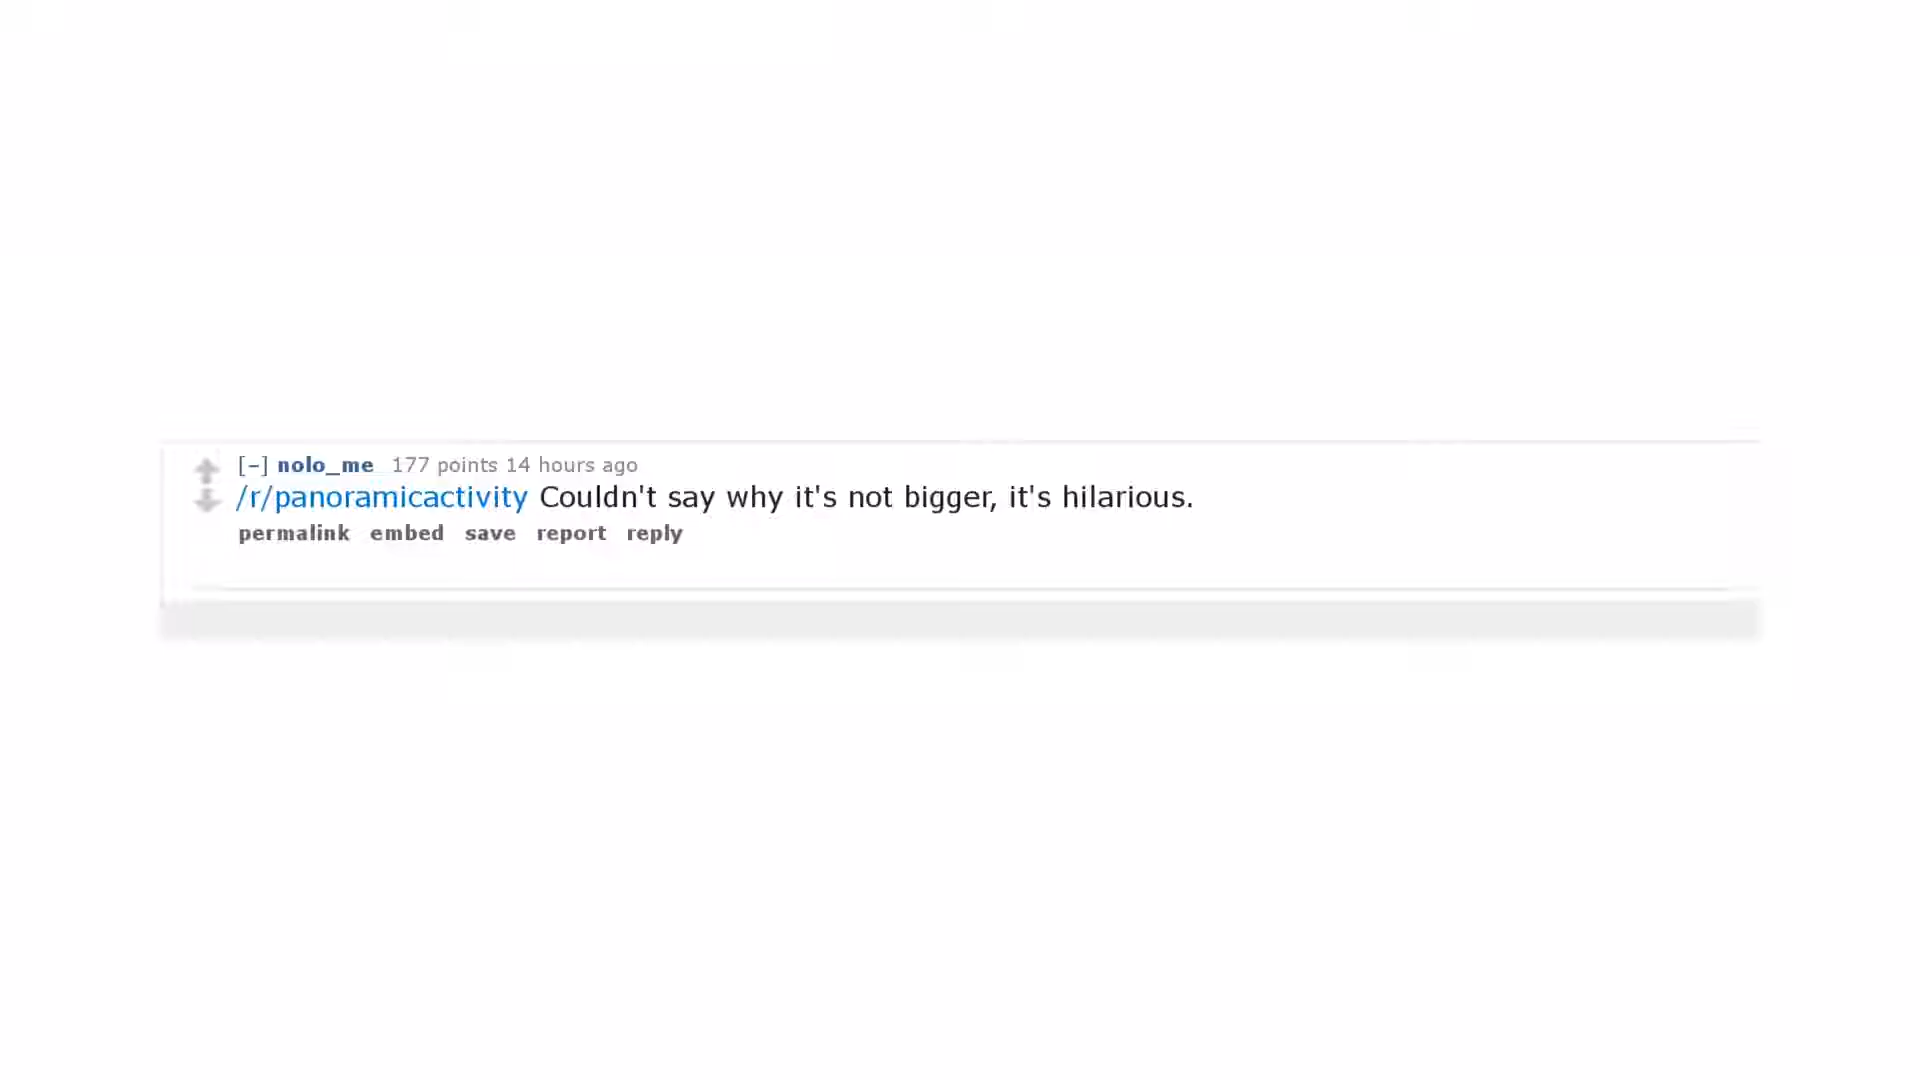 [–] nolo_me 177 points 14 hours ago
/r/panoramicactivity Couldn't say why it's not bigger, it's hilarious.
permalink embed save report reply